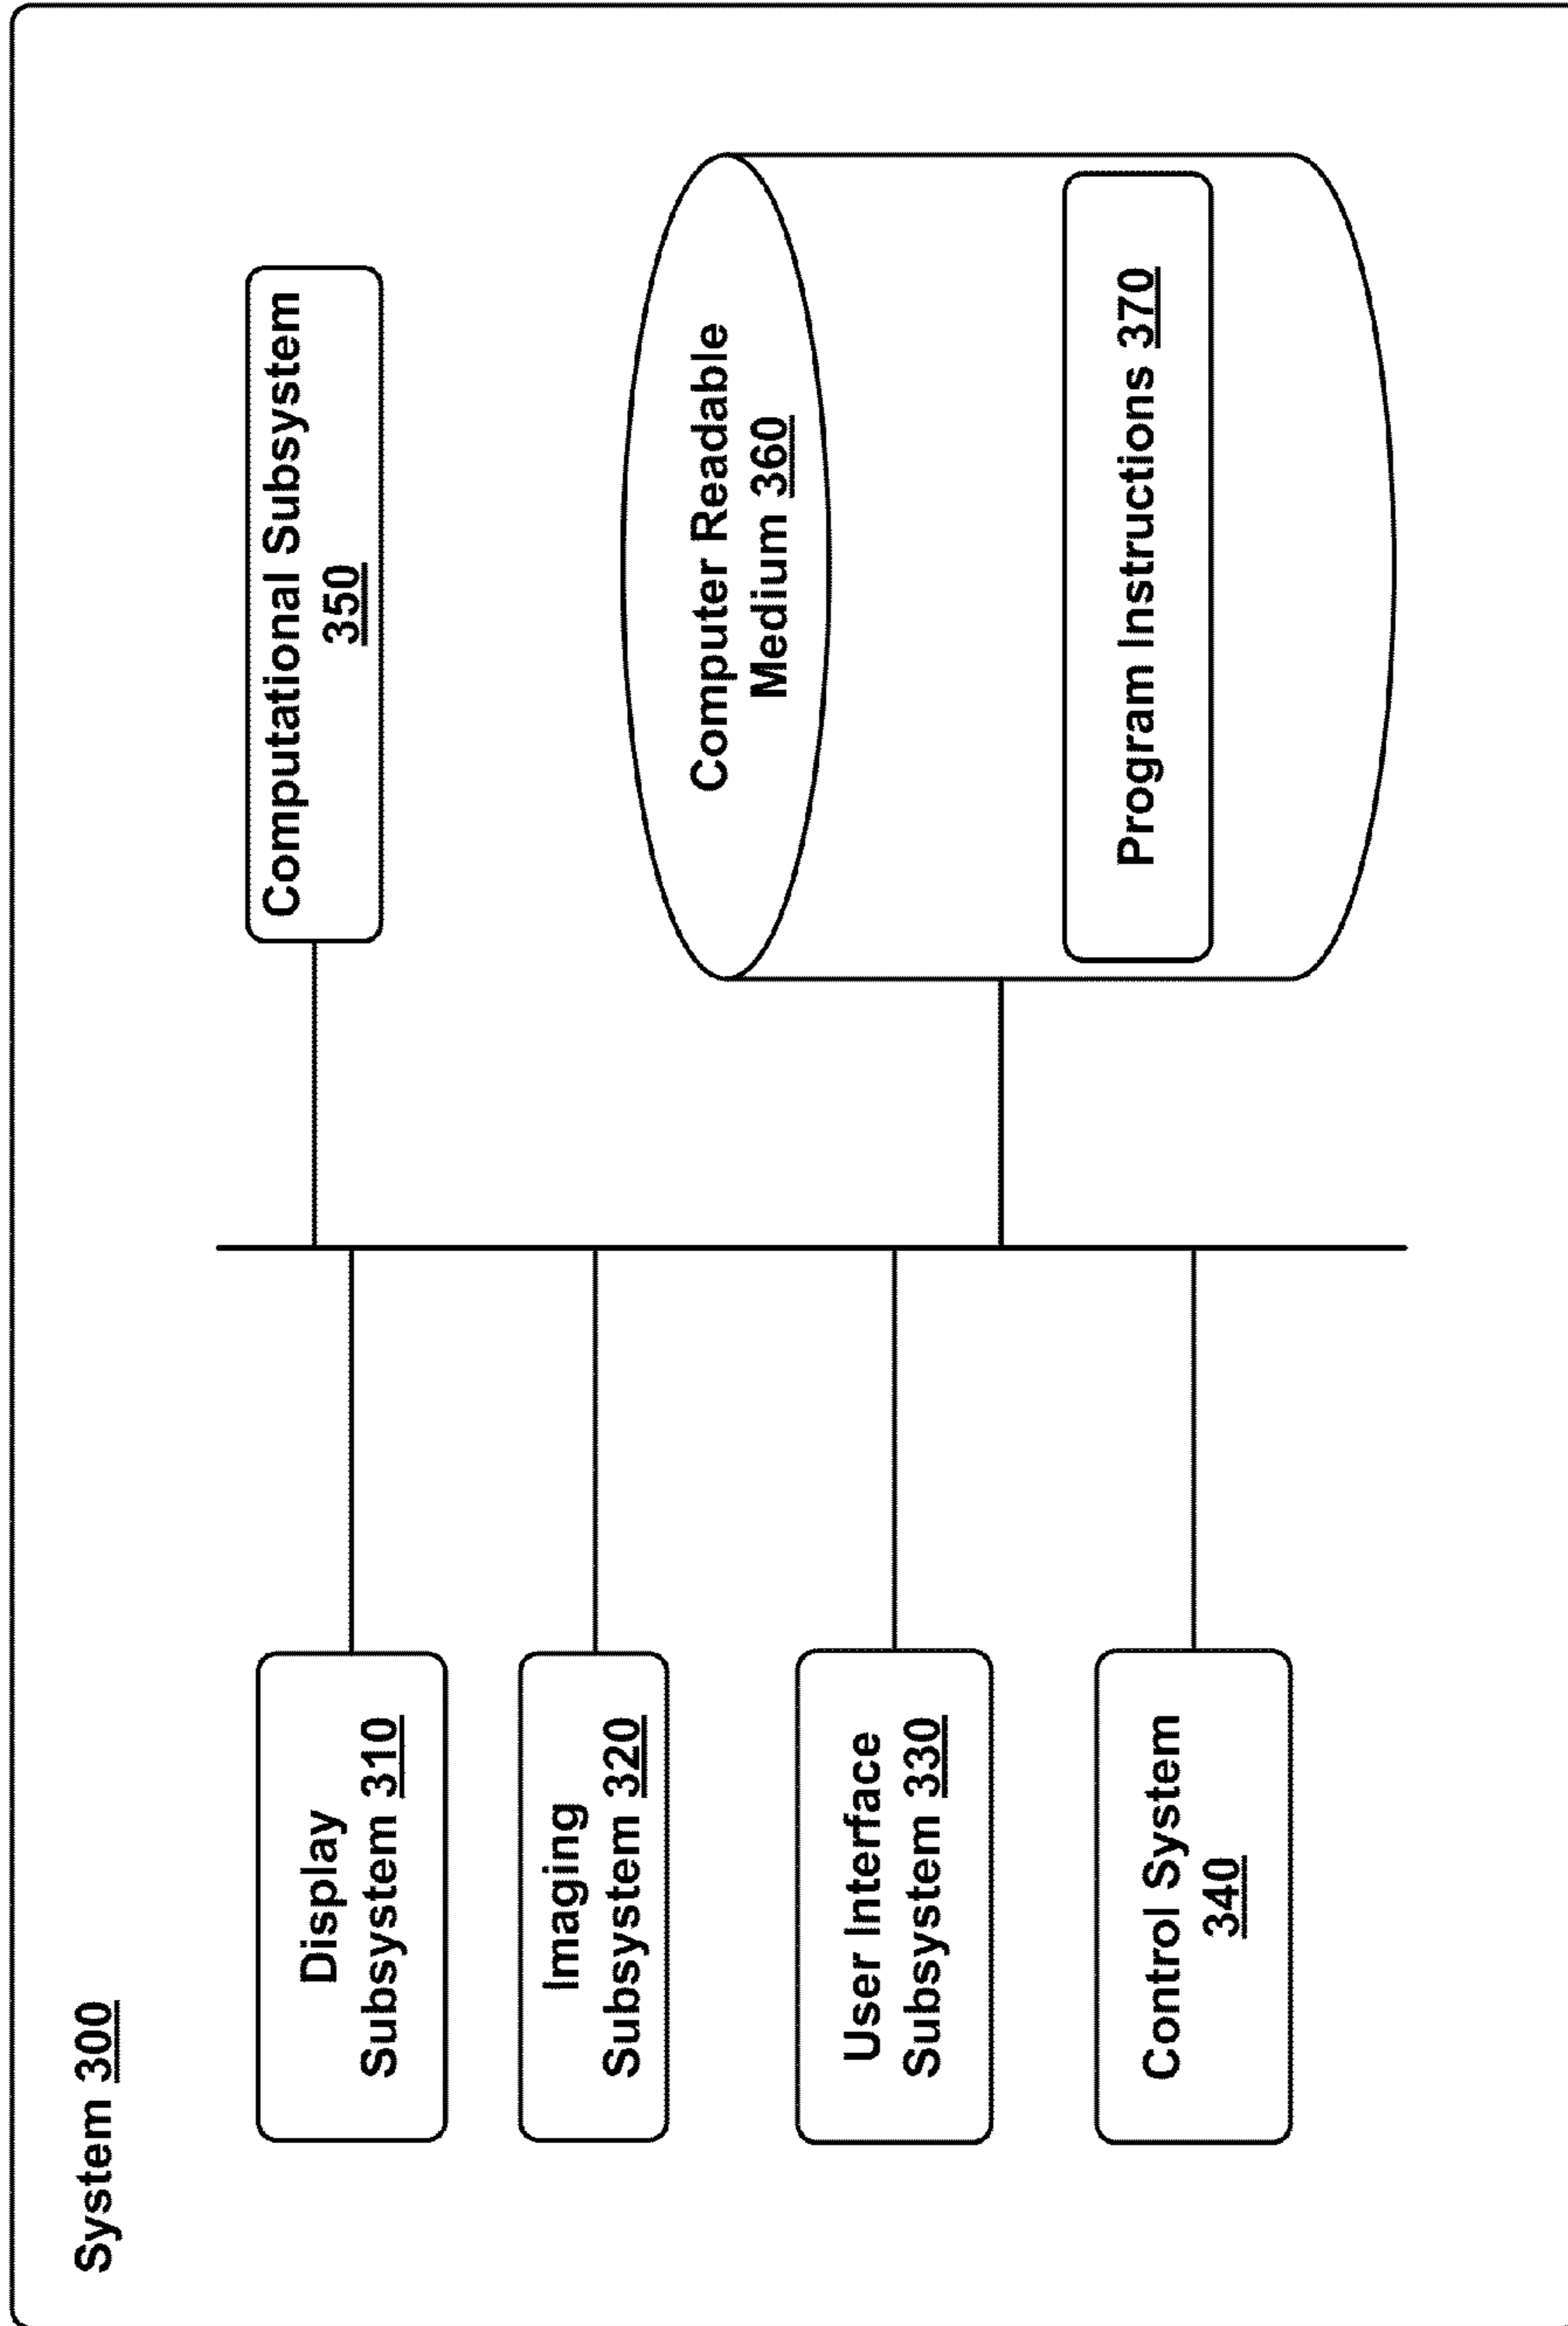 System 300
Display
Subsystem 310
Imaging
Subsystem 320
User Interface
Subsystem 330
Control System
340
Computational Subsystem
350
Computer Readable
Medium 360
Program Instructions 370